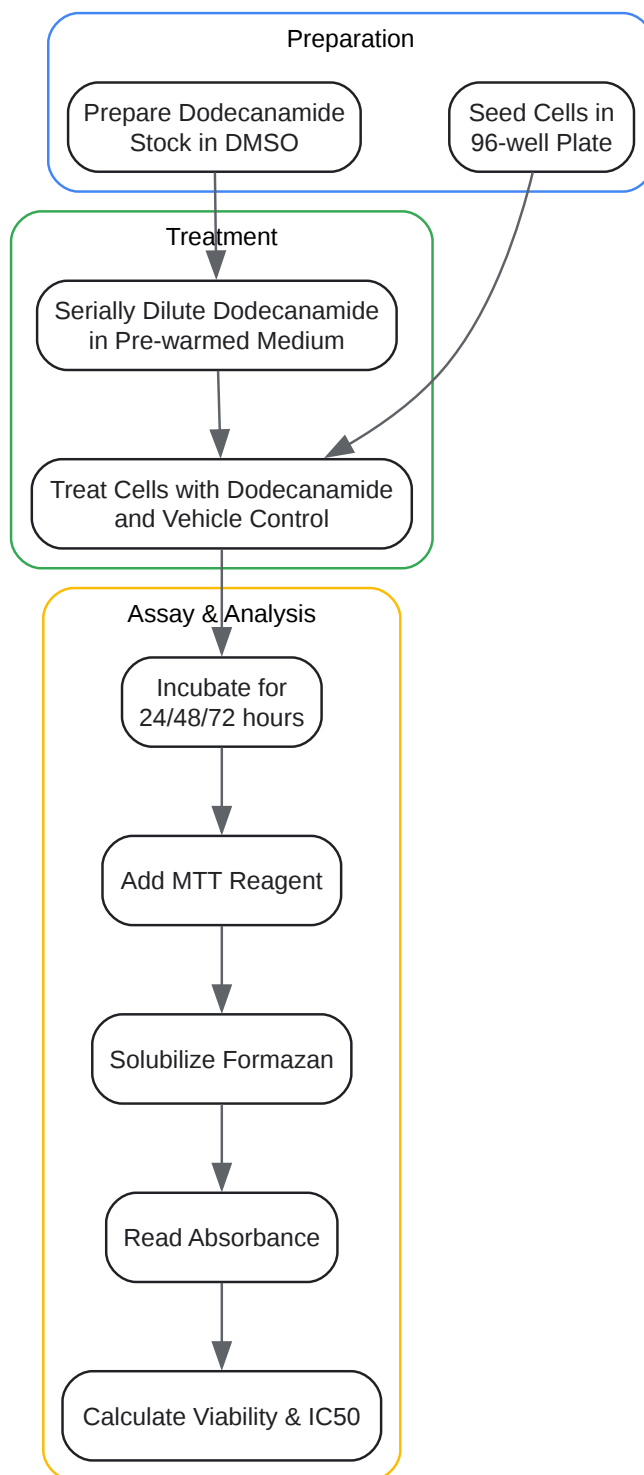 Preparation
Prepare Dodecanamide
Stock in DMSO
Seed Cells in
96-well Plate
Treatment
Serially Dilute Dodecanamide
in Pre-warmed Medium
Treat Cells with Dodecanamide
and Vehicle Control
Assay & Analysis
Incubate for
24/48/72 hours
Add MTT Reagent
Solubilize Formazan
Read Absorbance
Calculate Viability & IC50